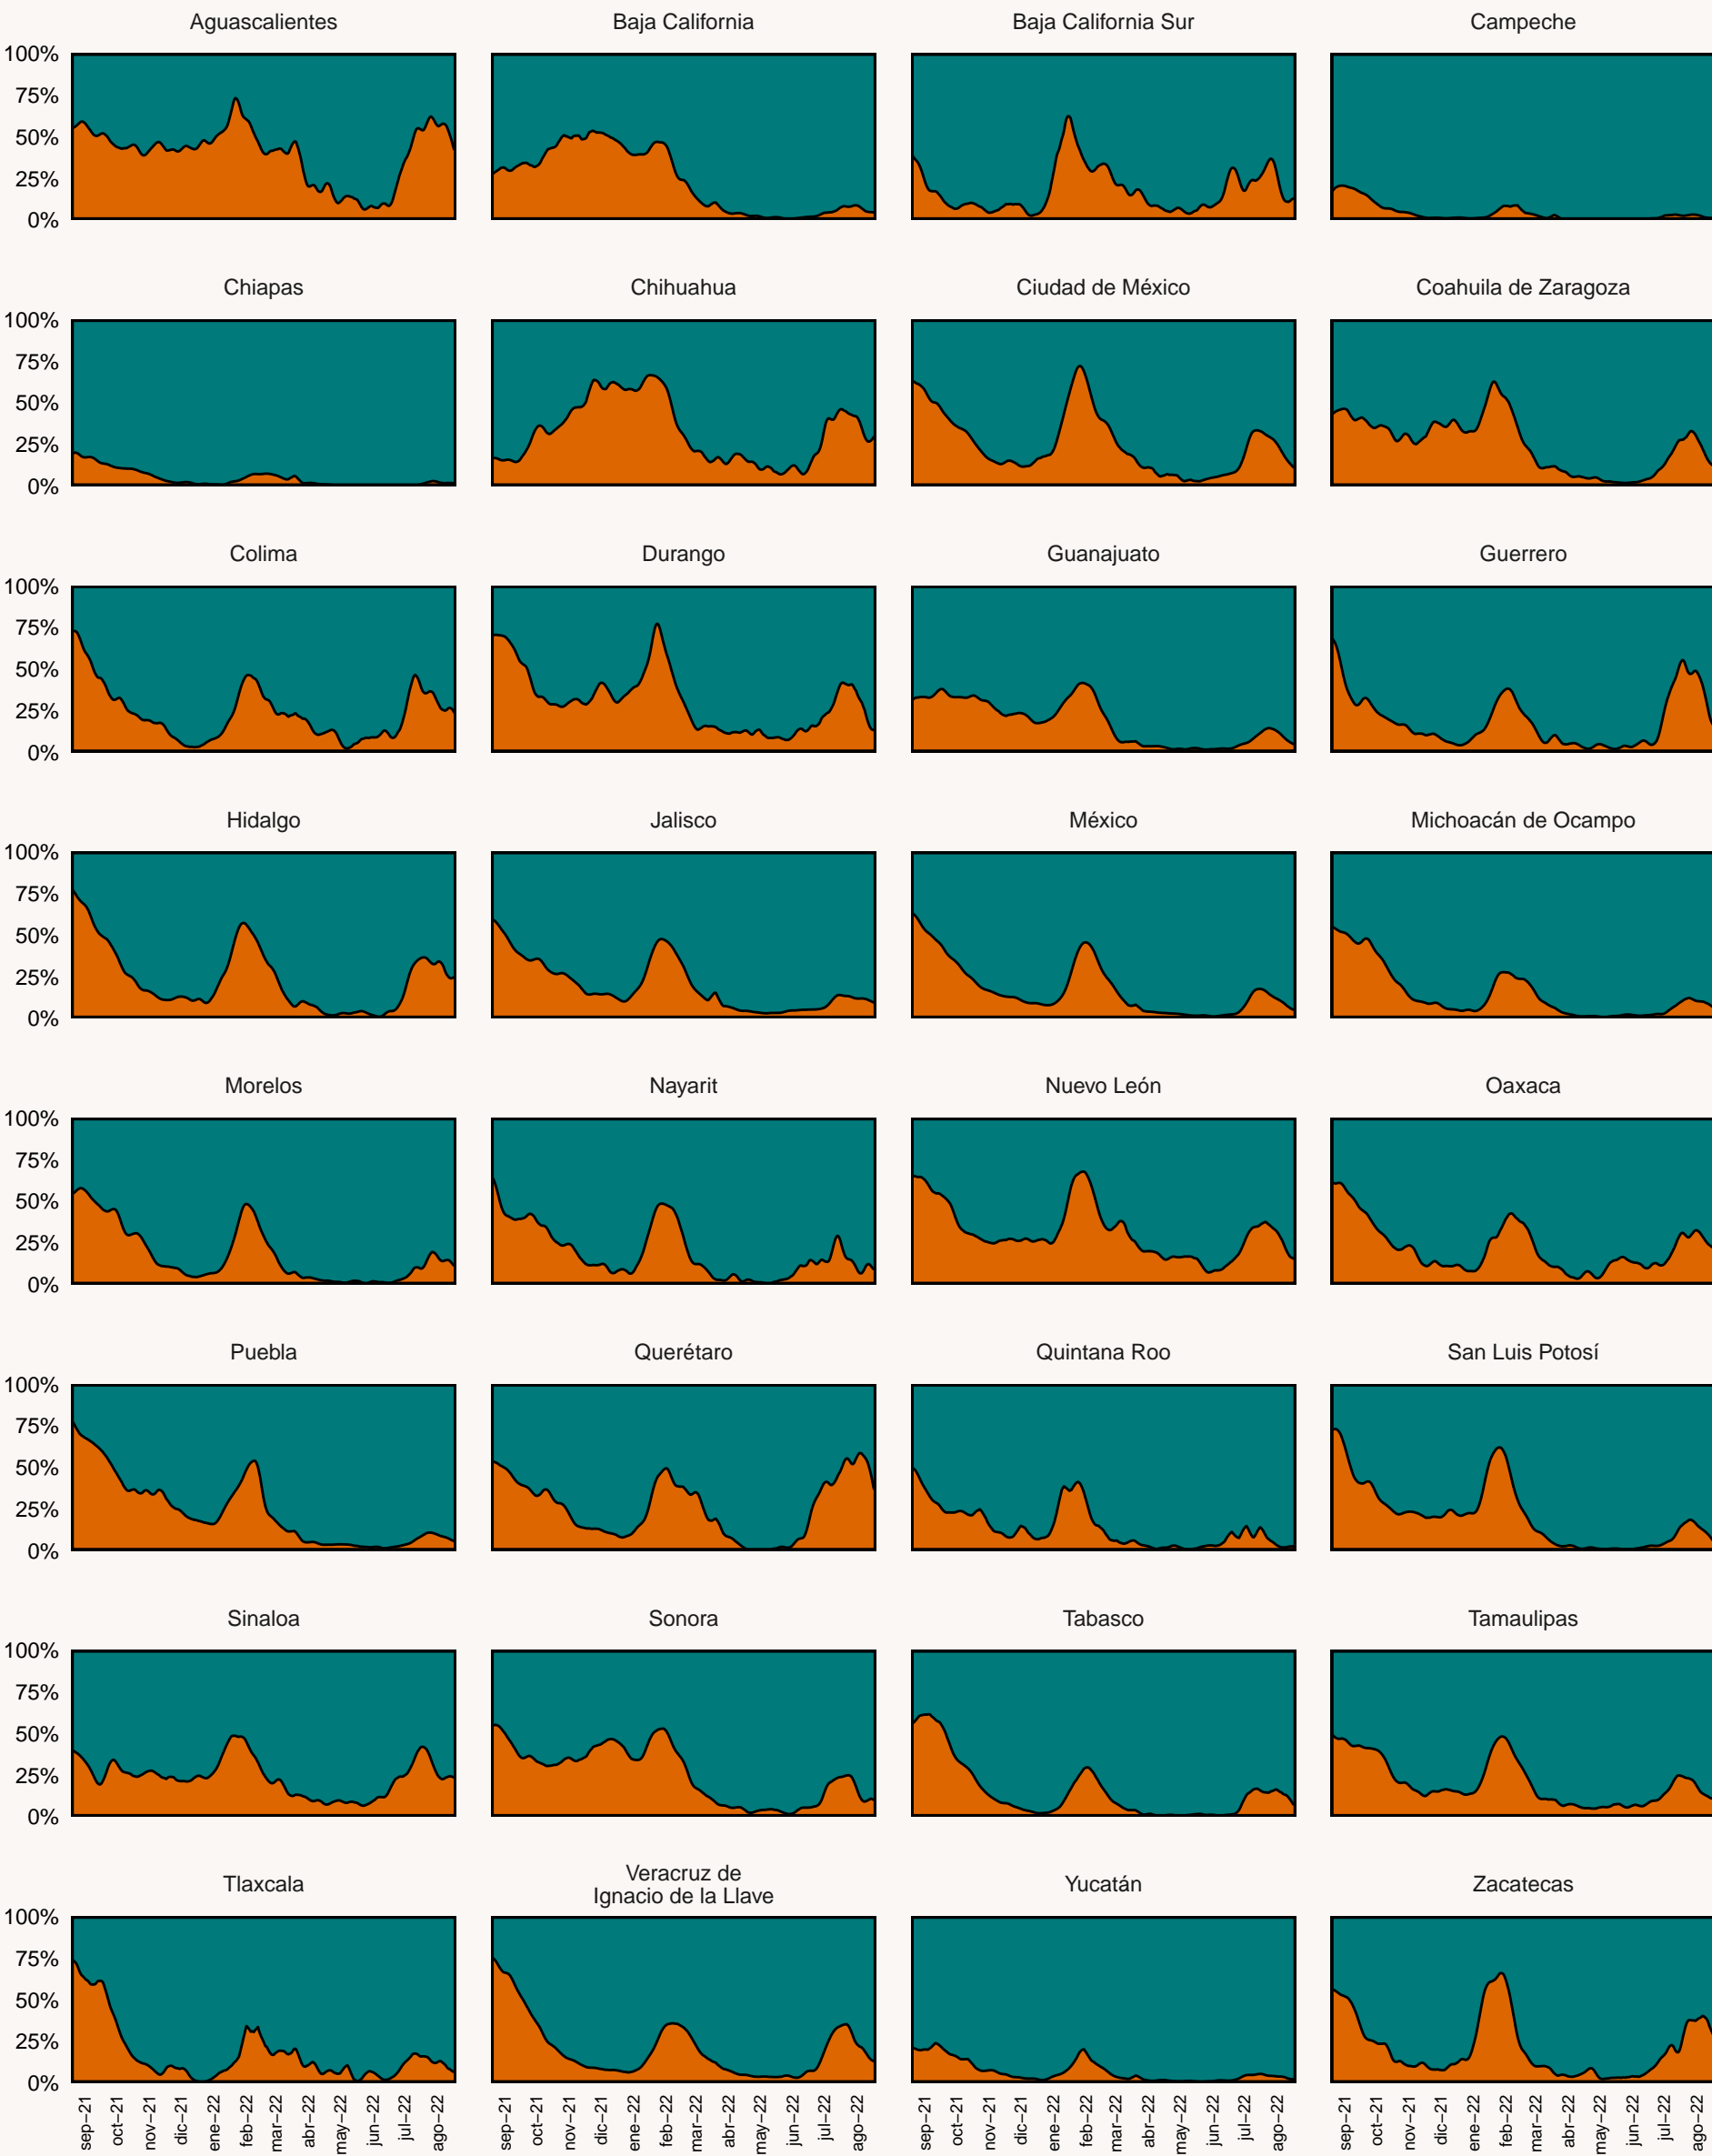 Aguascalientes
Baja California
Baja California Sur
Campeche
100%
75%
50%
25%
0%
Chiapas
Chihuahua
Ciudad de México
Coahuila de Zaragoza
100%
75%
50%
25%
0%
Colima
Durango
Guanajuato
Guerrero
100%
75%
50%
25%
0%
Hidalgo
Jalisco
México
Michoacán de Ocampo
100%
75%
50%
25%
0%
Morelos
Nayarit
Nuevo León
Oaxaca
100%
75%
50%
25%
0%
Puebla
Querétaro
Quintana Roo
San Luis Potosí
100%
75%
50%
25%
0%
Sinaloa
Sonora
Tabasco
Tamaulipas
100%
75%
50%
25%
0%
Tlaxcala
Veracruz de
Ignacio de la Llave
Yucatán
Zacatecas
100%
75%
50%
25%
0%
sep−21
oct−21
nov−21
dic−21
ene−22
feb−22
mar−22
abr−22
may−22
jun−22
jul−22
ago−22
sep−21
oct−21
nov−21
dic−21
ene−22
feb−22
mar−22
abr−22
may−22
jun−22
jul−22
ago−22
sep−21
oct−21
nov−21
dic−21
ene−22
feb−22
mar−22
abr−22
may−22
jun−22
jul−22
ago−22
sep−21
oct−21
nov−21
dic−21
ene−22
feb−22
mar−22
abr−22
may−22
jun−22
jul−22
ago−22